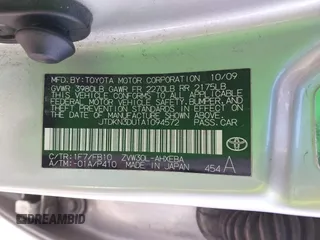 MFD. BY: TOYOTA MOTOR CORPORATION 10/09
GVWR 3980LB GAWR FR 2270LB RR 2175LB
THIS VEHICLE CONFORMS TO ALL APPLICABLE
FEDERAL MOTOR VEHICLE SAFETY, BUMPER, AND
THEFT PREVENTION STANDARDS IN EFFECT ON
THE DATE OF MANUFACTURE SHOWN ABOVE.
JTDKN3DU1A1094572 PASS. CAR
C/TR: 1F7/FB10 ZVW30L-AHXEBA
A/TM: -01A/P410 MADE IN JAPAN 454 A
DREAMBID